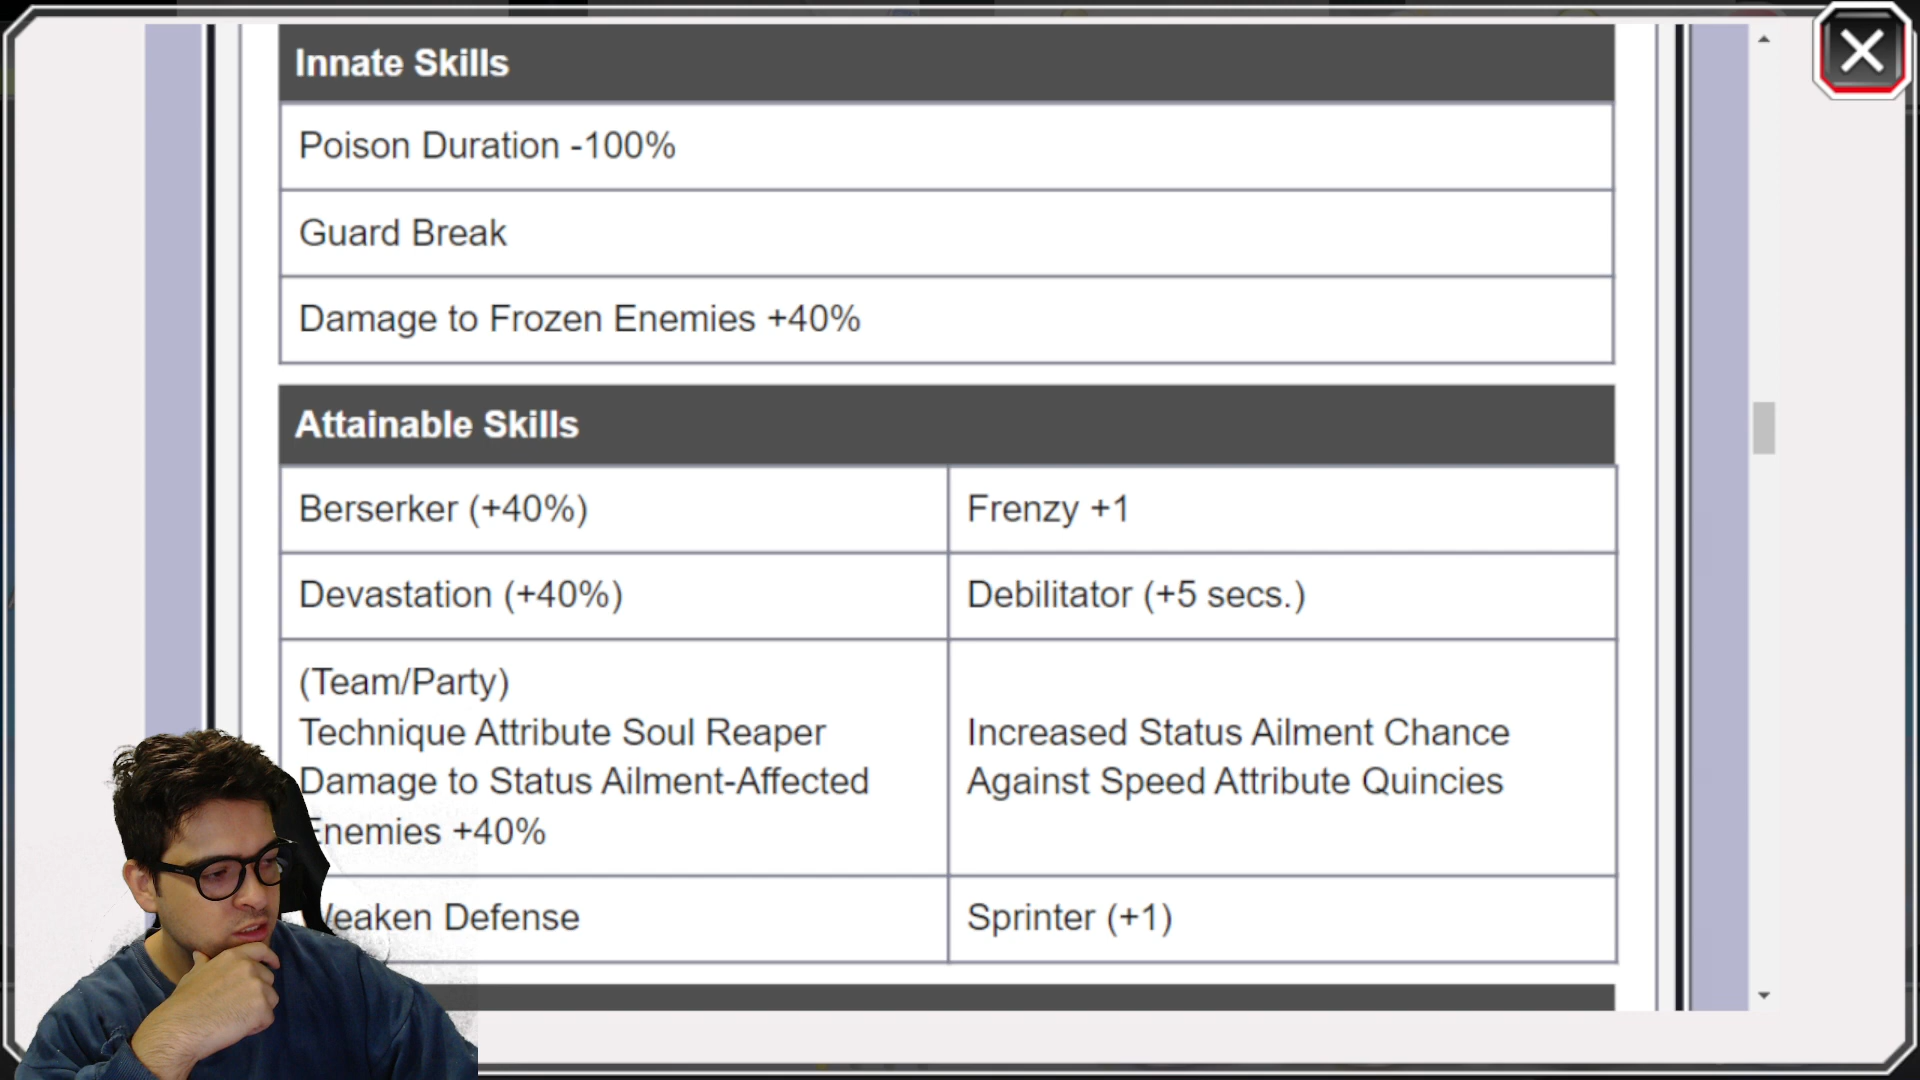 Innate Skills
Poison Duration -100%
Guard Break
Damage to Frozen Enemies +40%
Attainable Skills
Berserker (+40%)
Frenzy +1
Devastation (+40%)
Debilitator (+5 secs.)
(Team/Party)
Technique Attribute Soul Reaper
Damage to Status Ailment-Affected
Enemies +40%
Increased Status Ailment Chance
Against Speed Attribute Quincies
Weaken Defense
Sprinter (+1)